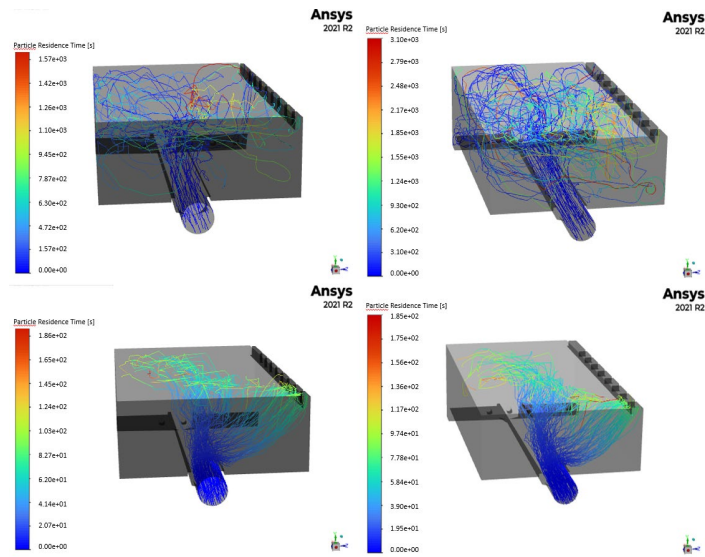 Ansys
2021 R2
Particle Residence Time [s]
1.57e+03
1.42e+03
1.26e+03
1.10e+03
9.45e+02
7.87e+02
6.30e+02
4.72e+02
1.57e+02
0.00e+00
Ansys
2021 R2
Particle Residence Time [s]
3.10e+03
2.79e+03
2.48e+03
2.17e+03
1.85e+03
1.55e+03
1.24e+03
9.30e+02
6.20e+02
3.10e+02
0.00e+00
Ansys
2021 R2
Particle Residence Time [s]
1.86e+02
1.65e+02
1.45e+02
1.24e+02
1.03e+02
8.27e+01
6.20e+01
4.14e+01
2.07e+01
0.00e+00
Ansys
2021 R2
Particle Residence Time [s]
1.85e+02
1.75e+02
1.56e+02
1.36e+02
1.17e+02
9.74e+01
7.78e+01
5.84e+01
3.90e+01
1.95e+01
0.00e+00